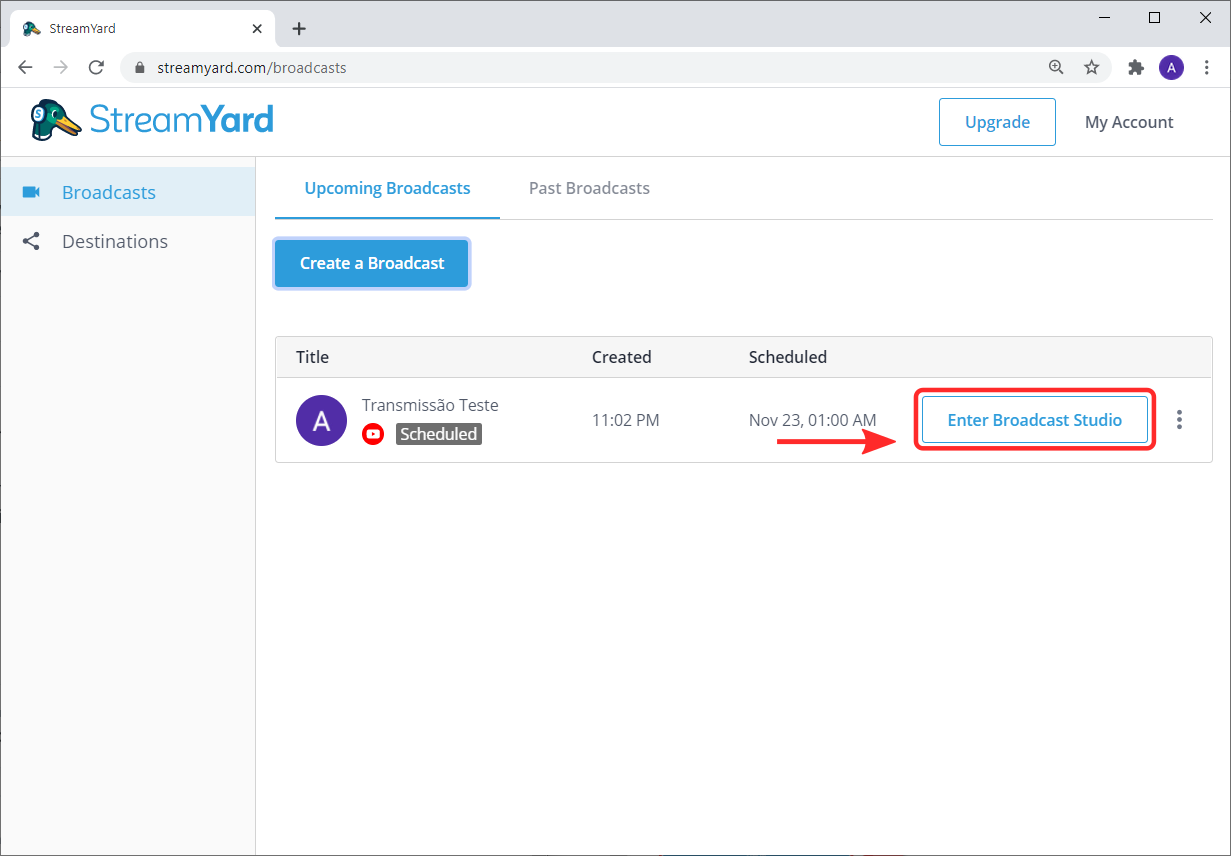 StreamYard
streamyard.com/broadcasts
A
StreamYard
Upgrade
My Account
Broadcasts
Destinations
Upcoming Broadcasts
Past Broadcasts
Create a Broadcast
Title
Created
Scheduled
A
Transmissão Teste
Scheduled
11:02 PM
Nov 23, 01:00 AM
Enter Broadcast Studio